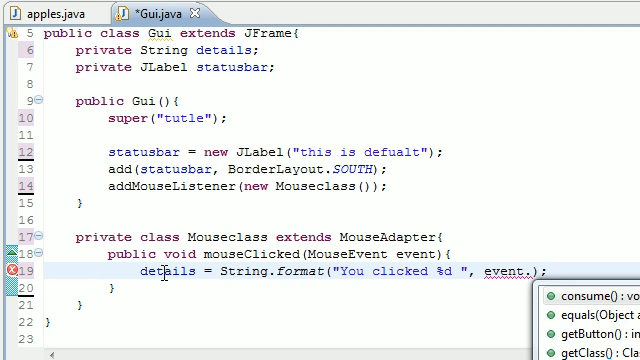 apples.java *Gui.java
5 public class Gui extends JFrame{
6 private String details;
7 private JLabel statusbar;
8
9 public Gui(){
10 super("tutle");
11
12 statusbar = new JLabel("this is defualt");
13 add(statusbar, BorderLayout.SOUTH);
14 addMouseListener(new Mouseclass());
15 }
16
17 private class Mouseclass extends MouseAdapter{
18 public void mouseClicked(MouseEvent event){
19 details = String.format("You clicked %d ", event.);
20 }
21 }
22 }
23
consume() : vo
equals(Object a
getButton() : in
getClass() : Cla